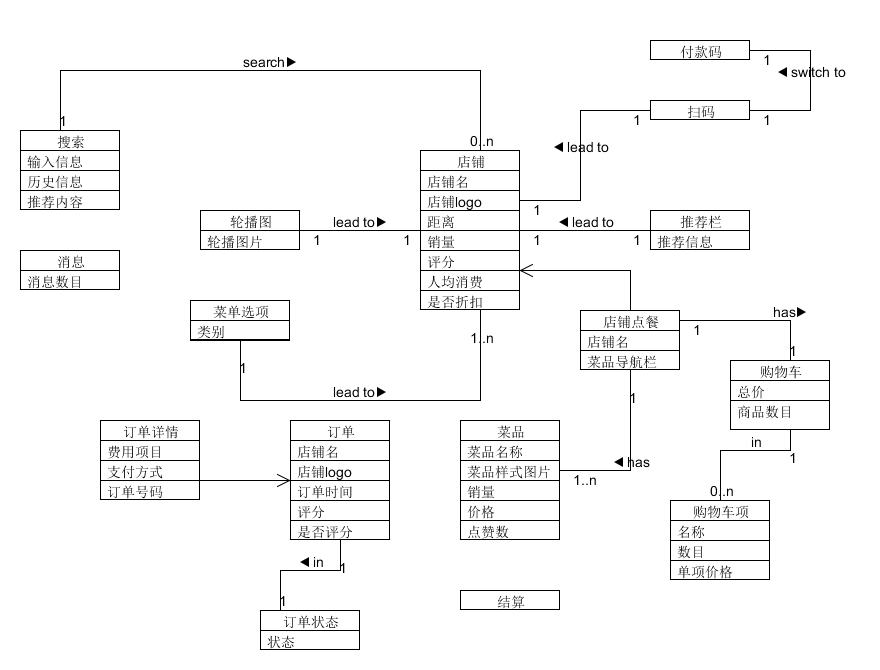 付款码
1
◄ switch to
扫码
1
1
search►
1
0..n
◄ lead to
搜索
输入信息
历史信息
推荐内容
店铺
店铺名
店铺logo
距离
销量
评分
人均消费
是否折扣
1
轮播图
轮播图片
lead to►
1
1
◄ lead to
1
1
推荐栏
推荐信息
消息
消息数目
菜单选项
类别
1
lead to►
1..n
店铺点餐
店铺名
菜品导航栏
has►
1
1
购物车
总价
商品数目
1
◄ has
1..n
in
1
0..n
订单详情
费用项目
支付方式
订单号码
订单
店铺名
店铺logo
订单时间
评分
是否评分
菜品
菜品名称
菜品样式图片
销量
价格
点赞数
购物车项
名称
数目
单项价格
◄ in
1
1
订单状态
状态
结算